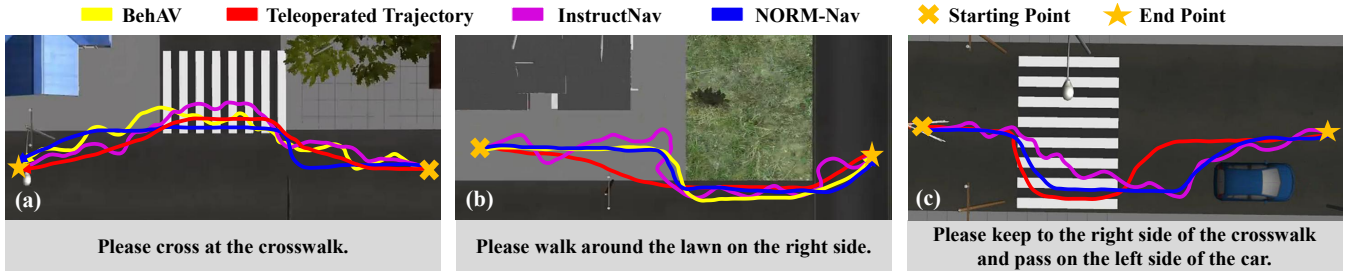 BehAV Teleoperated Trajectory InstructNav NORM-Nav Starting Point End Point
(a)
Please cross at the crosswalk.
(b)
Please walk around the lawn on the right side.
(c)
Please keep to the right side of the crosswalk
and pass on the left side of the car.